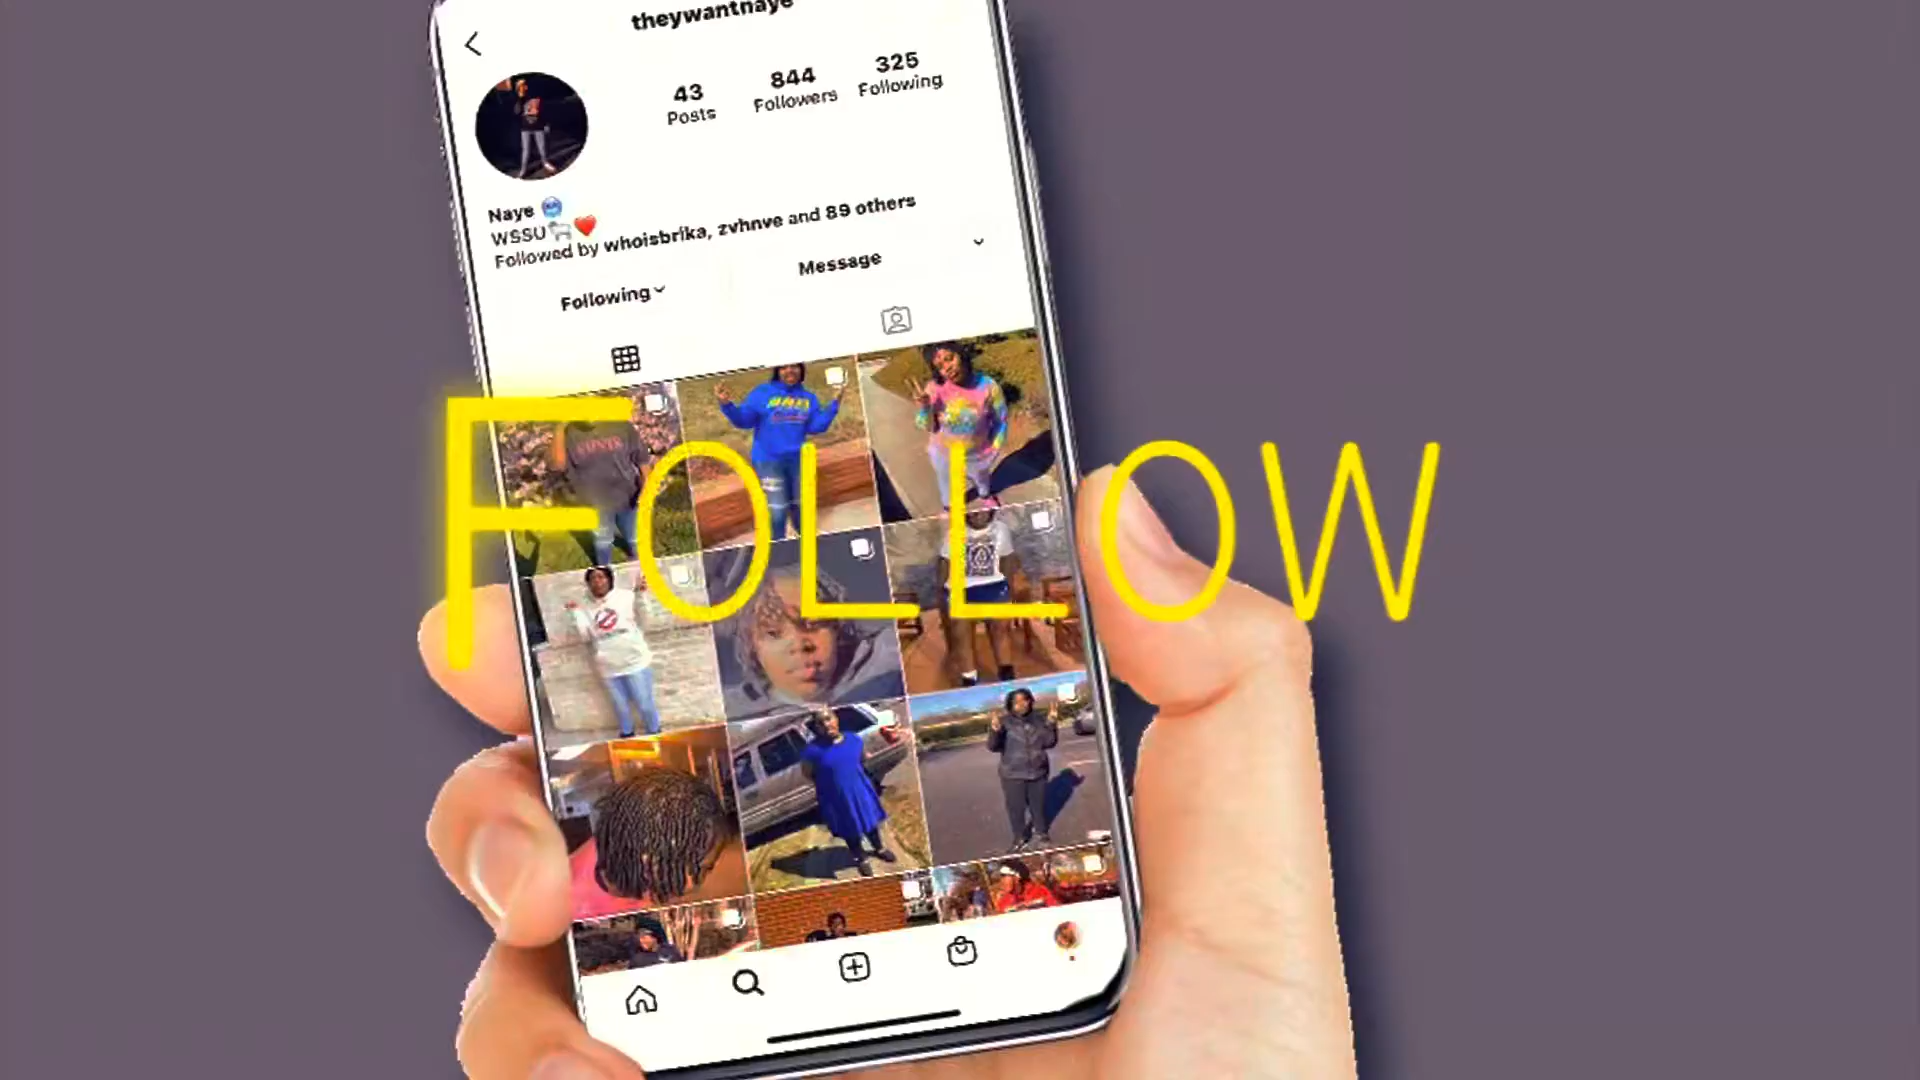 theywantnaye
43 844 325
Posts Followers Following
Naye 🥶
WSSU🐏❤️
Followed by whoisbrika, zvhnve and 89 others
Following Message
FOLLOW